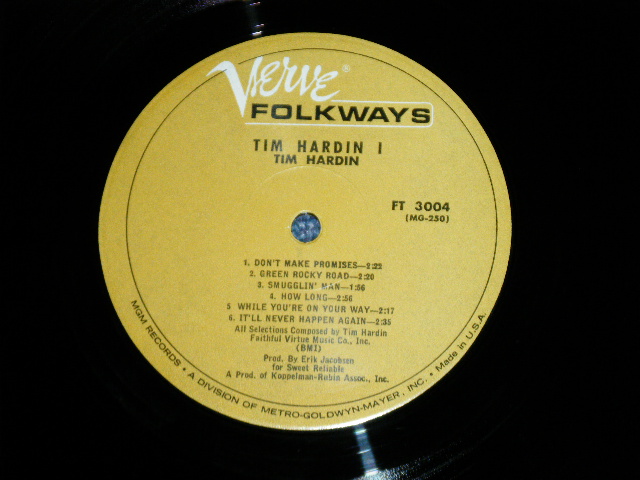 Verve®
FOLKWAYS
TIM HARDIN I
TIM HARDIN
FT 3004
(MG-250)
1. DON'T MAKE PROMISES—2:22
2. GREEN ROCKY ROAD—2:20
3. SMUGGLIN' MAN—1:56
4. HOW LONG—2:56
5 WHILE YOU'RE ON YOUR WAY—2:17
6. IT'LL NEVER HAPPEN AGAIN—2:35
All Selections Composed by Tim Hardin
Faithful Virtue Music Co., Inc.
(BMI)
Prod. By Erik Jacobsen
for Sweet Reliable
A Prod. of Koppelman-Rubin Assoc., Inc.
MGM RECORDS • A DIVISION OF METRO-GOLDWYN-MAYER, INC. • Made in U.S.A.